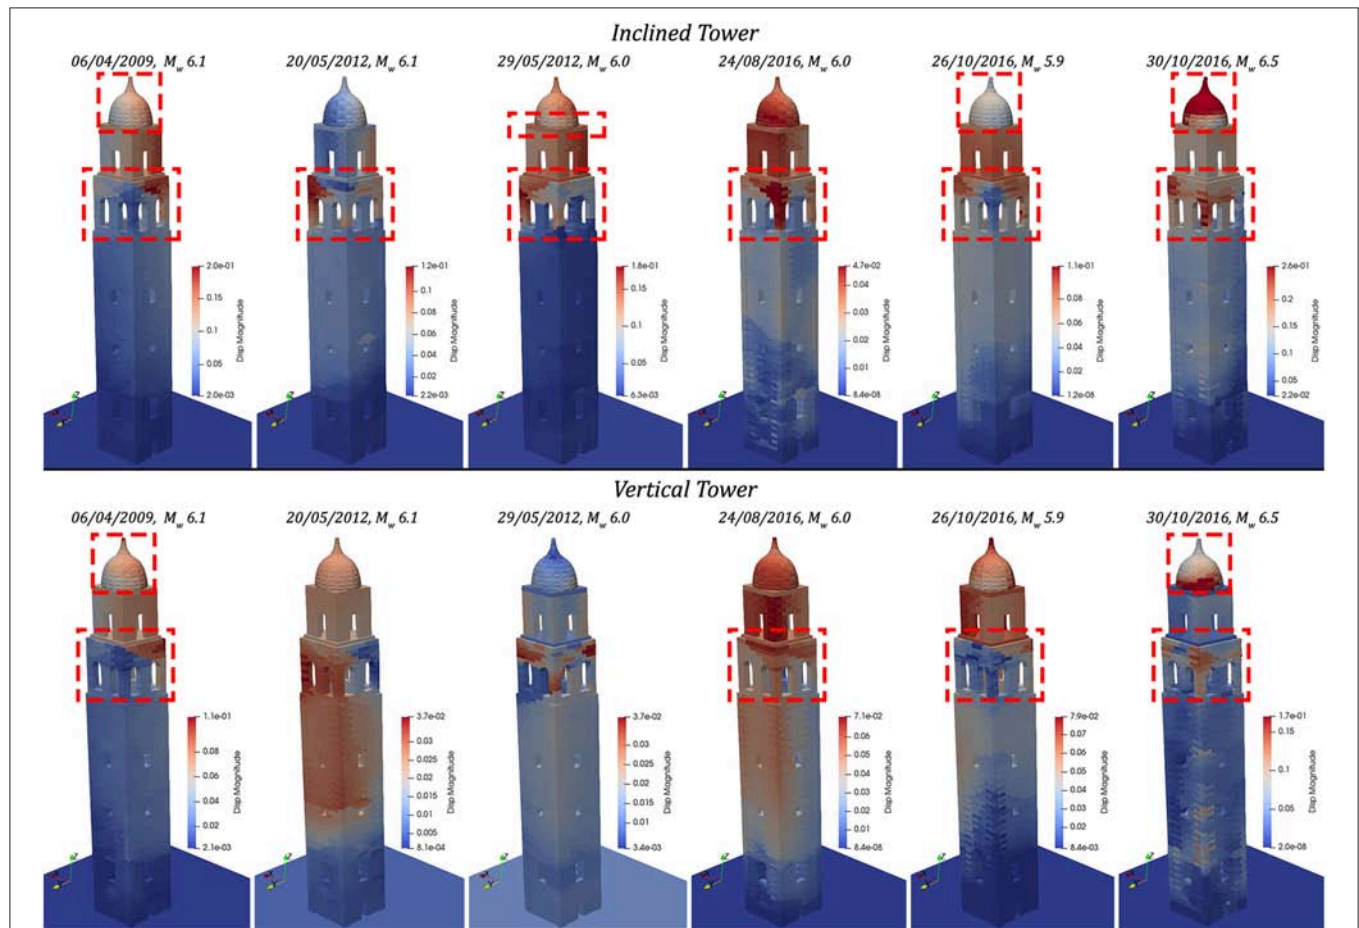 Inclined Tower
06/04/2009, Mw 6.1
20/05/2012, Mw 6.1
29/05/2012, Mw 6.0
24/08/2016, Mw 6.0
26/10/2016, Mw 5.9
30/10/2016, Mw 6.5
2.0e-01
0.15
0.1
0.05
2.0e-03
Disp Magnitude
1.2e-01
0.1
0.08
0.06
0.04
0.02
2.2e-03
Disp Magnitude
1.8e-01
0.15
0.1
0.05
6.3e-03
Disp Magnitude
4.7e-02
0.04
0.03
0.02
0.01
8.4e-08
Disp Magnitude
1.1e-01
0.08
0.06
0.04
0.02
1.2e-08
Disp Magnitude
2.6e-01
0.2
0.15
0.1
0.05
2.2e-02
Disp Magnitude
Z
Z
Z
Z
Z
Z
Vertical Tower
06/04/2009, Mw 6.1
20/05/2012, Mw 6.1
29/05/2012, Mw 6.0
24/08/2016, Mw 6.0
26/10/2016, Mw 5.9
30/10/2016, Mw 6.5
1.1e-01
0.08
0.06
0.04
0.02
2.1e-03
Disp Magnitude
3.7e-02
0.03
0.025
0.02
0.015
0.01
0.005
8.1e-04
Disp Magnitude
3.7e-02
0.03
0.025
0.02
0.015
0.01
3.4e-03
Disp Magnitude
7.1e-02
0.06
0.05
0.04
0.03
0.02
0.01
8.4e-08
Disp Magnitude
7.9e-02
0.07
0.06
0.05
0.04
0.03
0.02
8.4e-03
Disp Magnitude
1.7e-01
0.15
0.1
0.05
2.0e-08
Disp Magnitude
Z
Z
Z
Z
Z
Z